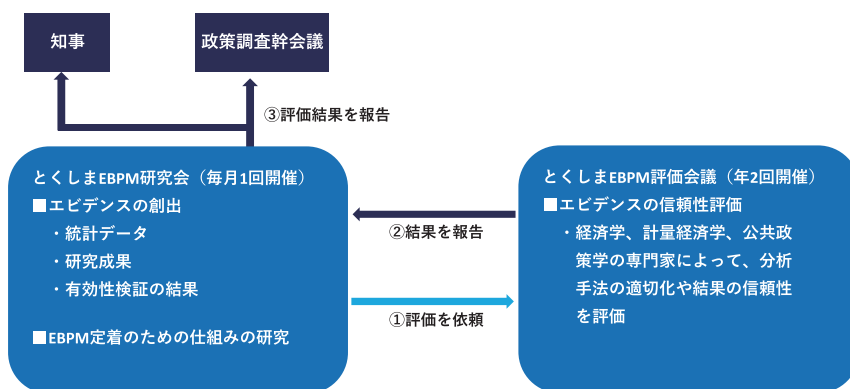 知事
政策調査幹会議
③評価結果を報告
とくしまEBPM研究会（毎月1回開催）
■エビデンスの創出
・統計データ
・研究成果
・有効性検証の結果
■EBPM定着のための仕組みの研究
②結果を報告
①評価を依頼
とくしまEBPM評価会議（年2回開催）
■エビデンスの信頼性評価
・経済学、計量経済学、公共政
策学の専門家によって、分析
手法の適切化や結果の信頼性
を評価